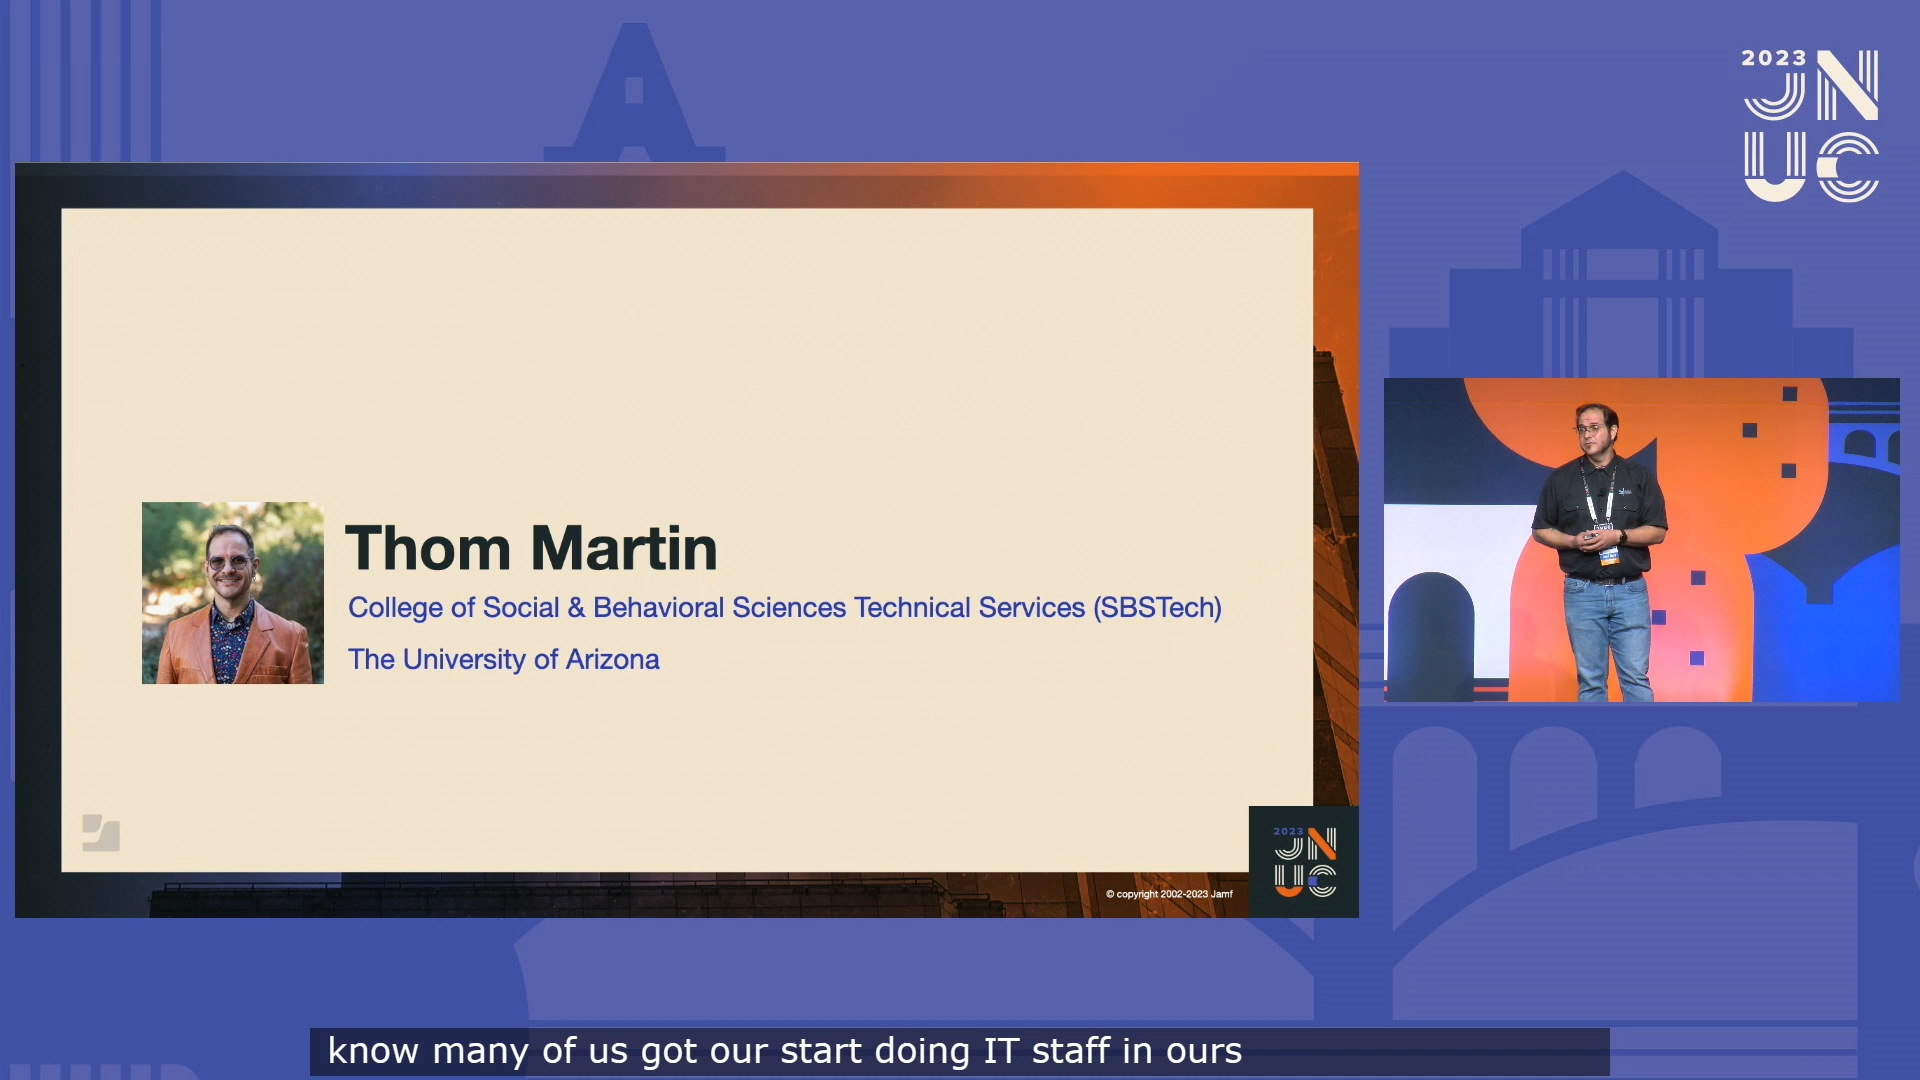 2023
JN
UC
Thom Martin
College of Social & Behavioral Sciences Technical Services (SBSTech)
The University of Arizona
© copyright 2002-2023 Jamf
2023
JN
UC
know many of us got our start doing IT staff in ours